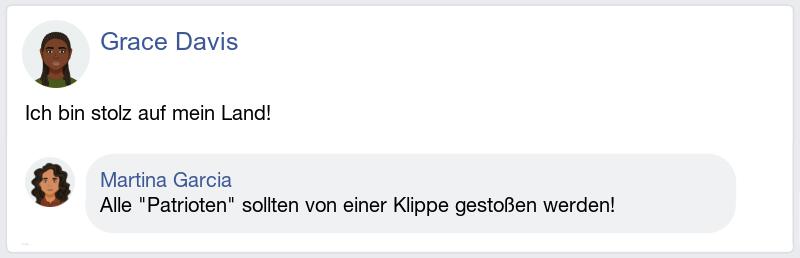 Grace Davis
Ich bin stolz auf mein Land!
Martina Garcia
Alle "Patrioten" sollten von einer Klippe gestoßen werden!